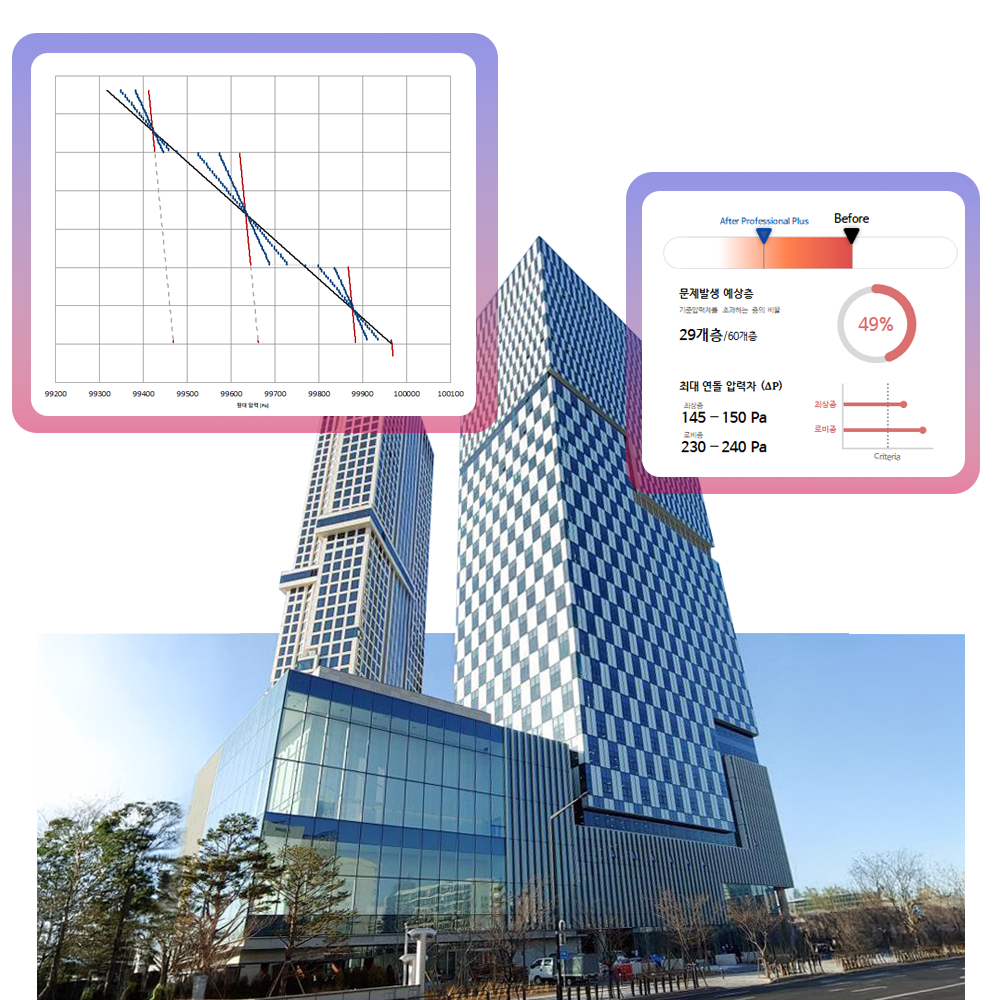 99200 99300 99400 99500 99600 99700 99800 99900 100000 100100
절대 압력 [Pa]
After Professional Plus
Before
문제발생 예상층
기준압력차를 초과하는 층의 비율
29개층/60개층
49%
최대 연돌 압력차 (ΔP)
최상층
145 – 150 Pa
로비층
230 – 240 Pa
최상층
로비층
Criteria